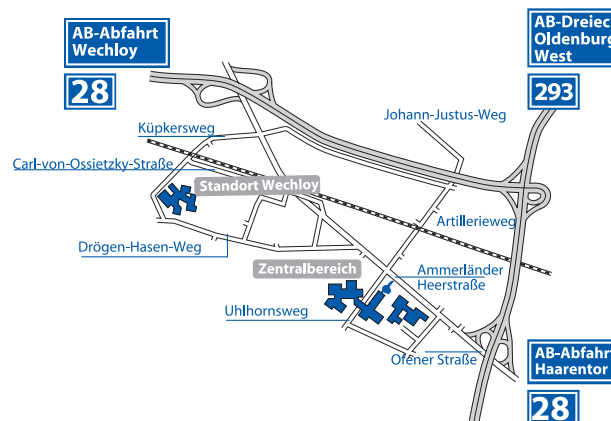 AB-Abfahrt
Wechloy
28
AB-Dreiec
Oldenburg
West
293
Johann-Justus-Weg
Küpkersweg
Carl-von-Ossietzky-Straße
Standort Wechloy
Artillerieweg
Drögen-Hasen-Weg
Zentralbereich
Ammerländer
Heerstraße
Uhlhornsweg
Ofener Straße
AB-Abfahrt
Haarentor
28